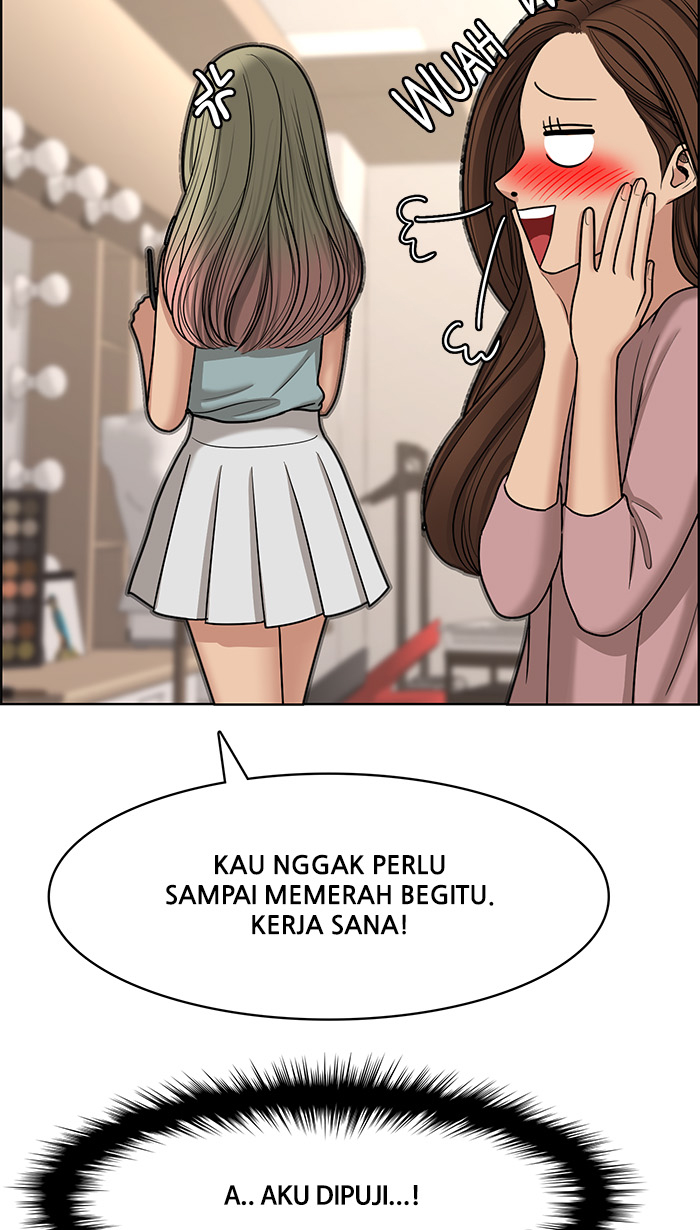 WUAH
KAU NGGAK PERLU
SAMPAI MEMERAH BEGITU.
KERJA SANA!
A.. AKU DIPUJI...!